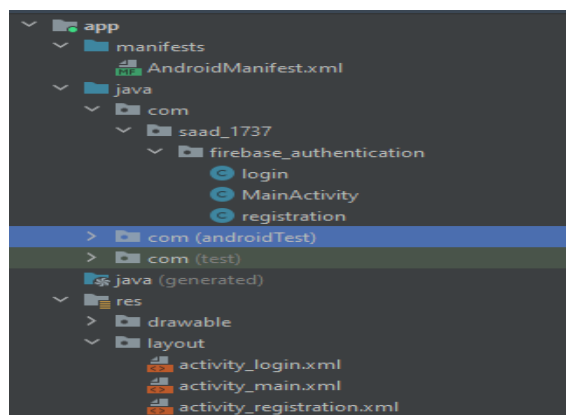 app
manifests
MF AndroidManifest.xml
java
com
saad_1737
firebase_authentication
C login
C MainActivity
C registration
com (androidTest)
com (test)
java (generated)
res
drawable
layout
<> activity_login.xml
<> activity_main.xml
<> activity_registration.xml